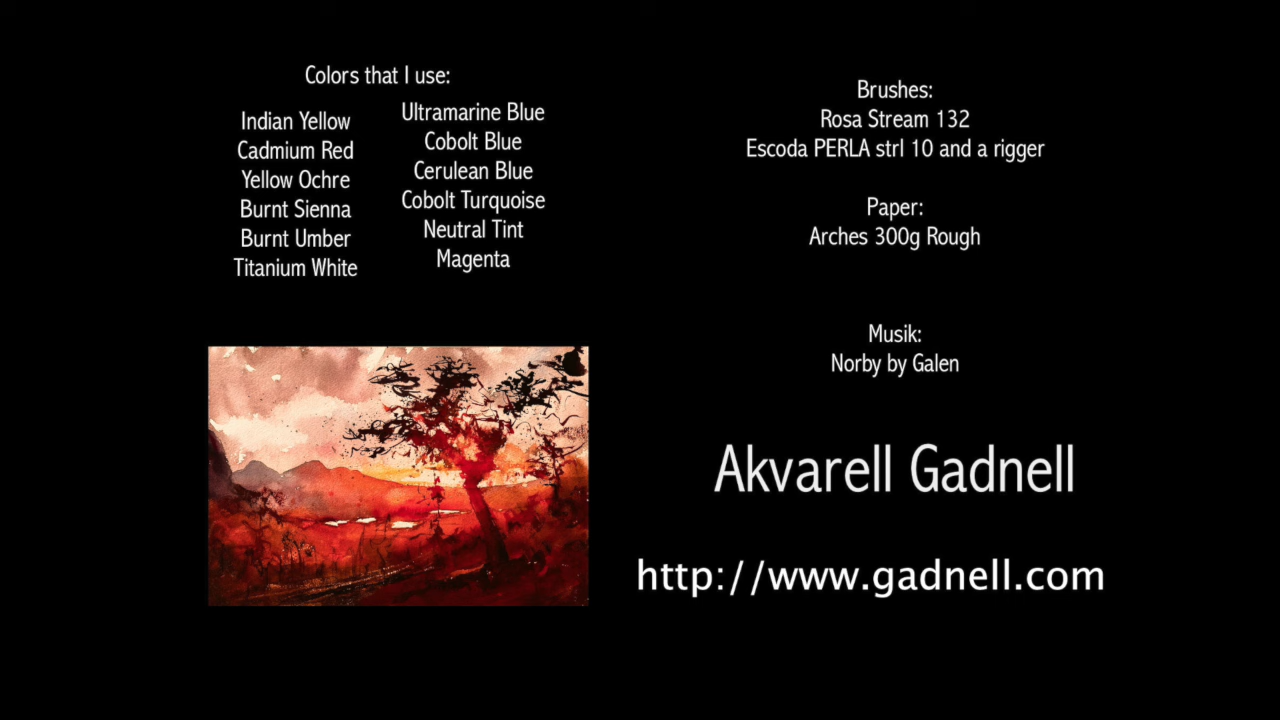 Colors that I use:
Indian Yellow
Cadmium Red
Yellow Ochre
Burnt Sienna
Burnt Umber
Titanium White
Ultramarine Blue
Cobolt Blue
Cerulean Blue
Cobolt Turquoise
Neutral Tint
Magenta
Brushes:
Rosa Stream 132
Escoda PERLA strl 10 and a rigger
Paper:
Arches 300g Rough
Musik:
Norby by Galen
Akvarell Gadnell
http://www.gadnell.com